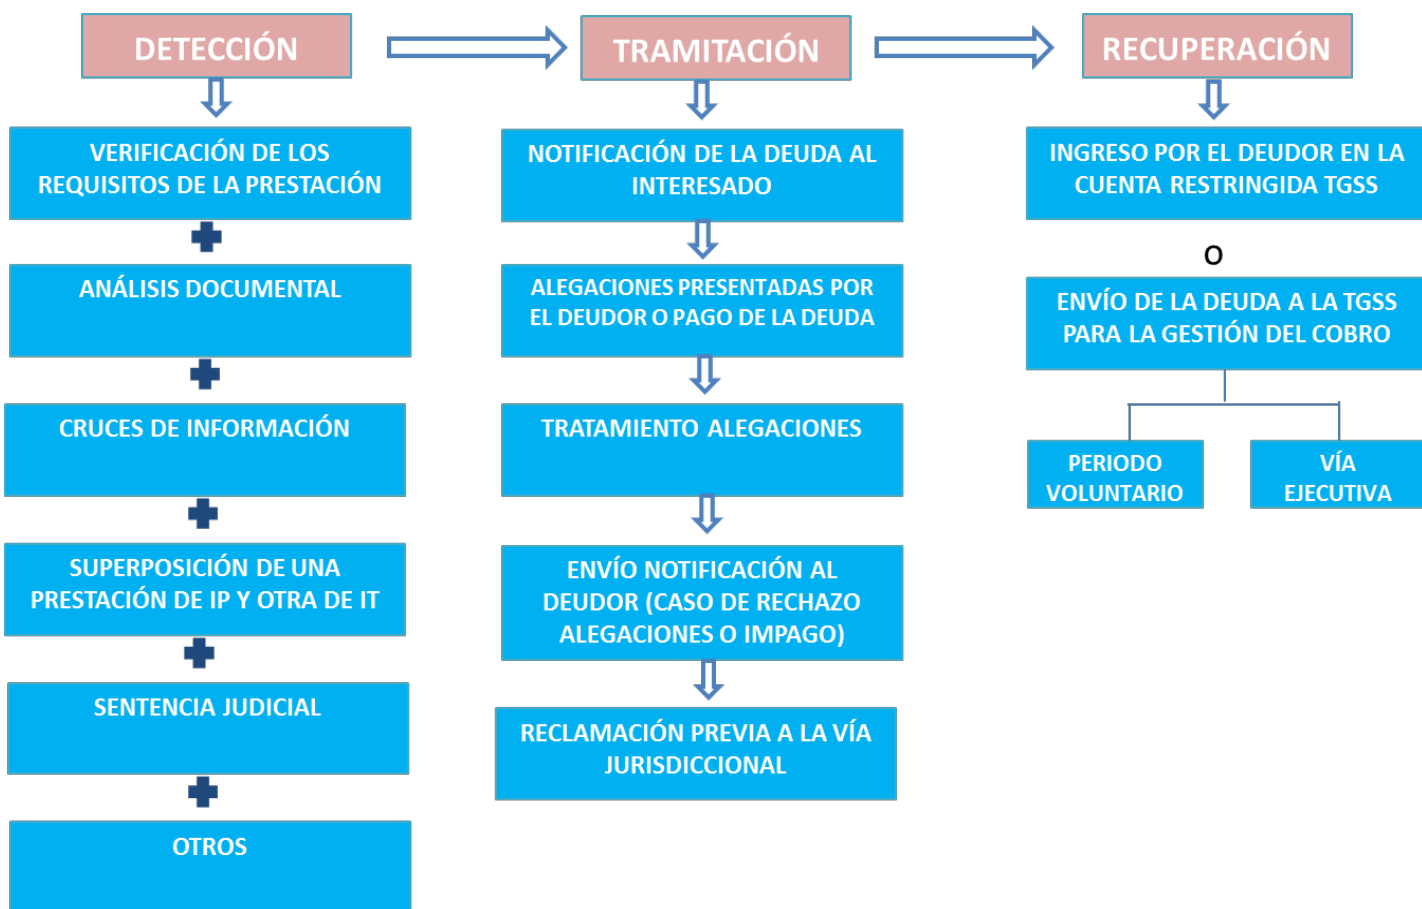 DETECCIÓN
VERIFICACIÓN DE LOS
REQUISITOS DE LA PRESTACIÓN
ANÁLISIS DOCUMENTAL
CRUCES DE INFORMACIÓN
SUPERPOSICIÓN DE UNA
PRESTACIÓN DE IP Y OTRA DE IT
SENTENCIA JUDICIAL
OTROS
TRAMITACIÓN
NOTIFICACIÓN DE LA DEUDA AL
INTERESADO
ALEGACIONES PRESENTADAS POR
EL DEUDOR O PAGO DE LA DEUDA
TRATAMIENTO ALEGACIONES
ENVÍO NOTIFICACIÓN AL
DEUDOR (CASO DE RECHAZO
ALEGACIONES O IMPAGO)
RECLAMACIÓN PREVIA A LA VÍA
JURISDICCIONAL
RECUPERACIÓN
INGRESO POR EL DEUDOR EN LA
CUENTA RESTRINGIDA TGSS
O
ENVÍO DE LA DEUDA A LA TGSS
PARA LA GESTIÓN DEL COBRO
PERIODO
VOLUNTARIO
VÍA
EJECUTIVA